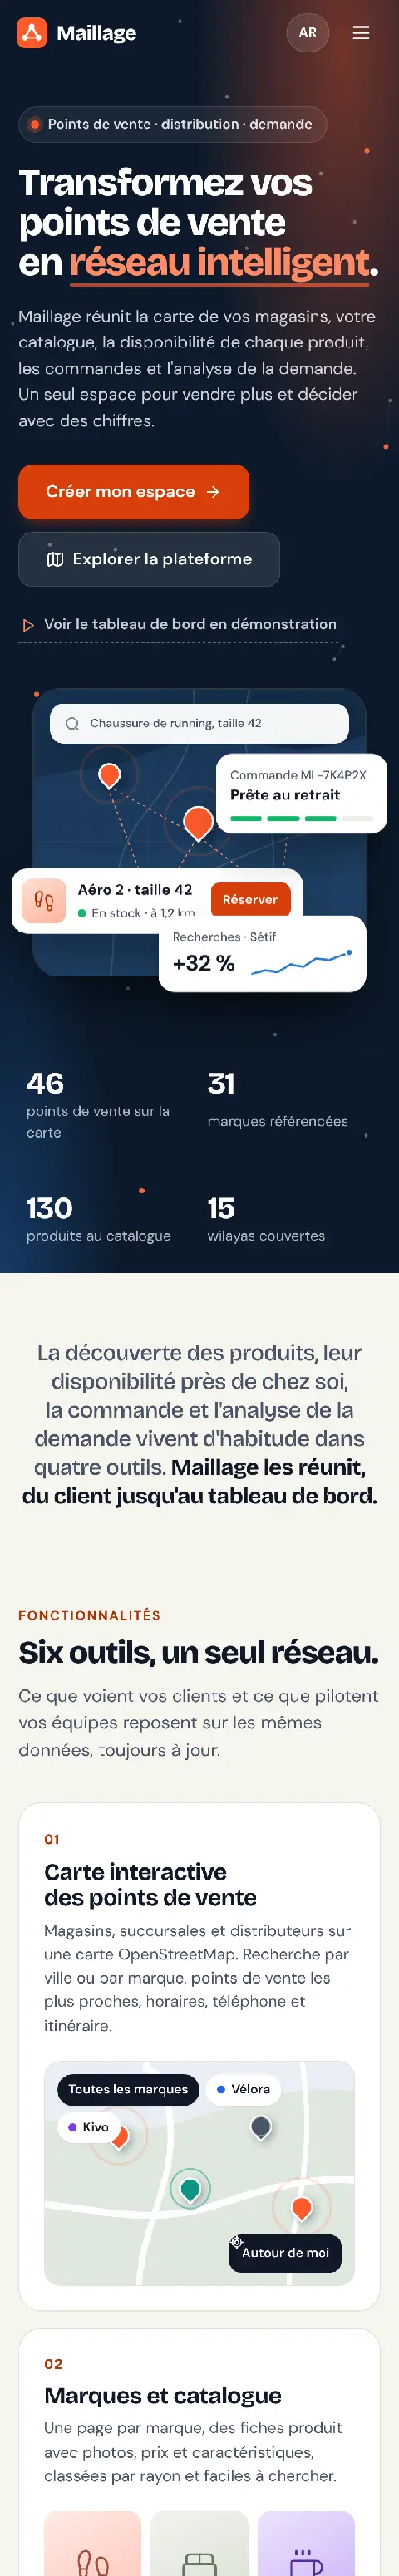 Maillage
AR
Points de vente · distribution · demande
Transformez vos
points de vente
en réseau intelligent.
Maillage réunit la carte de vos magasins, votre
catalogue, la disponibilité de chaque produit,
les commandes et l'analyse de la demande.
Un seul espace pour vendre plus et décider
avec des chiffres.
Créer mon espace →
Explorer la plateforme
Voir le tableau de bord en démonstration
Chaussure de running, taille 42
Commande ML-7K4P2X
Prête au retrait
Aéro 2 · taille 42
En stock · à 1,2 km
Réserver
Recherches · Sétif
+32 %
46
points de vente sur la
carte
31
marques référencées
130
produits au catalogue
15
wilayas couvertes
La découverte des produits, leur
disponibilité près de chez soi,
la commande et l'analyse de la
demande vivent d'habitude dans
quatre outils. Maillage les réunit,
du client jusqu'au tableau de bord.
FONCTIONNALITÉS
Six outils, un seul réseau.
Ce que voient vos clients et ce que pilotent
vos équipes reposent sur les mêmes
données, toujours à jour.
01
Carte interactive
des points de vente
Magasins, succursales et distributeurs sur
une carte OpenStreetMap. Recherche par
ville ou par marque, points de vente les
plus proches, horaires, téléphone et
itinéraire.
Toutes les marques
Vélora
Kivo
Autour de moi
02
Marques et catalogue
Une page par marque, des fiches produit
avec photos, prix et caractéristiques,
classées par rayon et faciles à chercher.